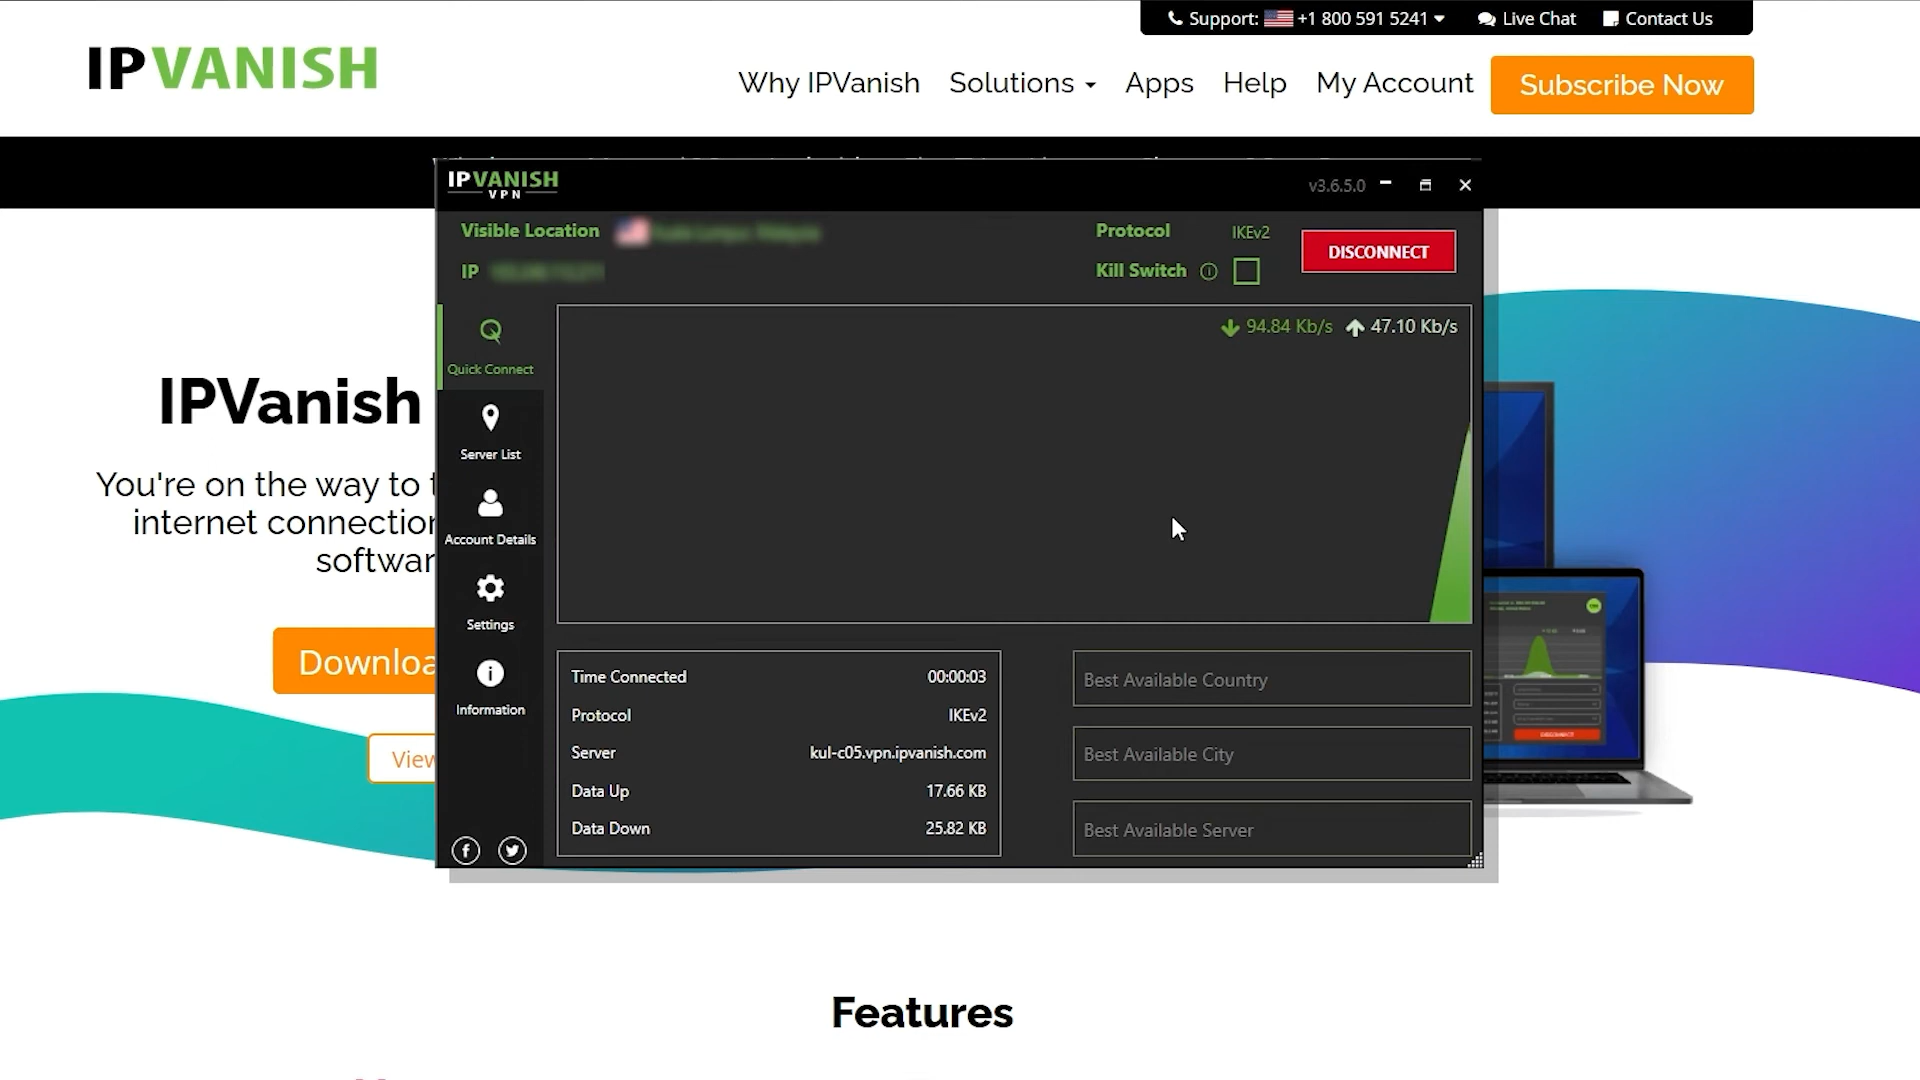 Support: +1 800 591 5241
Live Chat
Contact Us
IPVANISH
Why IPVanish
Solutions
Apps
Help
My Account
Subscribe Now
IPVANISH
VPN
v3.6.5.0
Visible Location
Protocol
IKEv2
DISCONNECT
IP
Kill Switch
94.84 Kb/s
47.10 Kb/s
Quick Connect
Server List
Account Details
Settings
Information
IPVanish
You're on the way to
internet connection
softwar
Downloa
View
Time Connected 00:00:03
Protocol IKEv2
Server kul-c05.vpn.ipvanish.com
Data Up 17.66 KB
Data Down 25.82 KB
Best Available Country
Best Available City
Best Available Server
DISCONNECT
Features